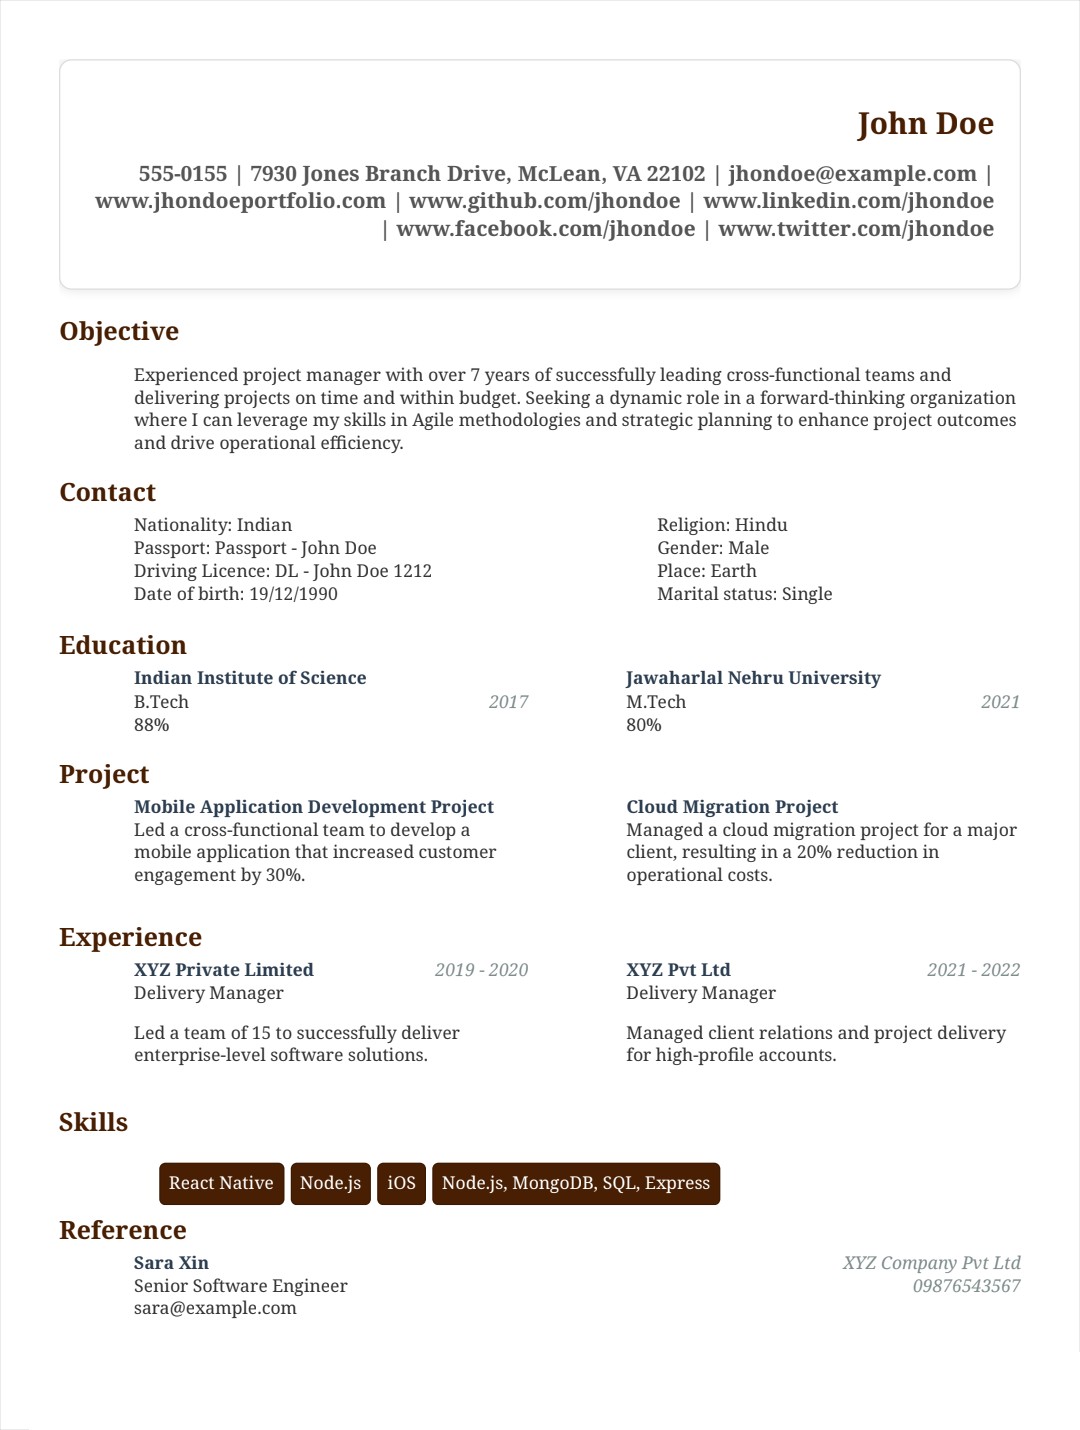 John Doe
555-0155 | 7930 Jones Branch Drive, McLean, VA 22102 | jhondoe@example.com |
www.jhondoeportfolio.com | www.github.com/jhondoe | www.linkedin.com/jhondoe
| www.facebook.com/jhondoe | www.twitter.com/jhondoe
Objective
Experienced project manager with over 7 years of successfully leading cross-functional teams and
delivering projects on time and within budget. Seeking a dynamic role in a forward-thinking organization
where I can leverage my skills in Agile methodologies and strategic planning to enhance project outcomes
and drive operational efficiency.
Contact
Nationality: Indian
Passport: Passport - John Doe
Driving Licence: DL - John Doe 1212
Date of birth: 19/12/1990
Religion: Hindu
Gender: Male
Place: Earth
Marital status: Single
Education
Indian Institute of Science
B.Tech 2017
88%
Jawaharlal Nehru University
M.Tech 2021
80%
Project
Mobile Application Development Project
Led a cross-functional team to develop a
mobile application that increased customer
engagement by 30%.
Cloud Migration Project
Managed a cloud migration project for a major
client, resulting in a 20% reduction in
operational costs.
Experience
XYZ Private Limited 2019 - 2020
Delivery Manager
Led a team of 15 to successfully deliver
enterprise-level software solutions.
XYZ Pvt Ltd 2021 - 2022
Delivery Manager
Managed client relations and project delivery
for high-profile accounts.
Skills
React Native Node.js iOS Node.js, MongoDB, SQL, Express
Reference
Sara Xin XYZ Company Pvt Ltd
Senior Software Engineer 09876543567
sara@example.com